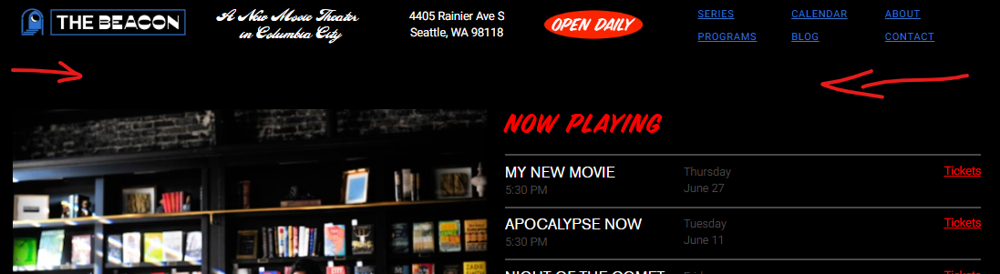 THE BEACON
A New Movie Theater
in Columbia City
4405 Rainier Ave S
Seattle, WA 98118
OPEN DAILY
SERIES
CALENDAR
ABOUT
PROGRAMS
BLOG
CONTACT
NOW PLAYING
MY NEW MOVIE
Thursday
Tickets
5:30 PM
June 27
APOCALYPSE NOW
Tuesday
Tickets
5:30 PM
June 11
NIGHT OF THE COMET
Friday
Tickets